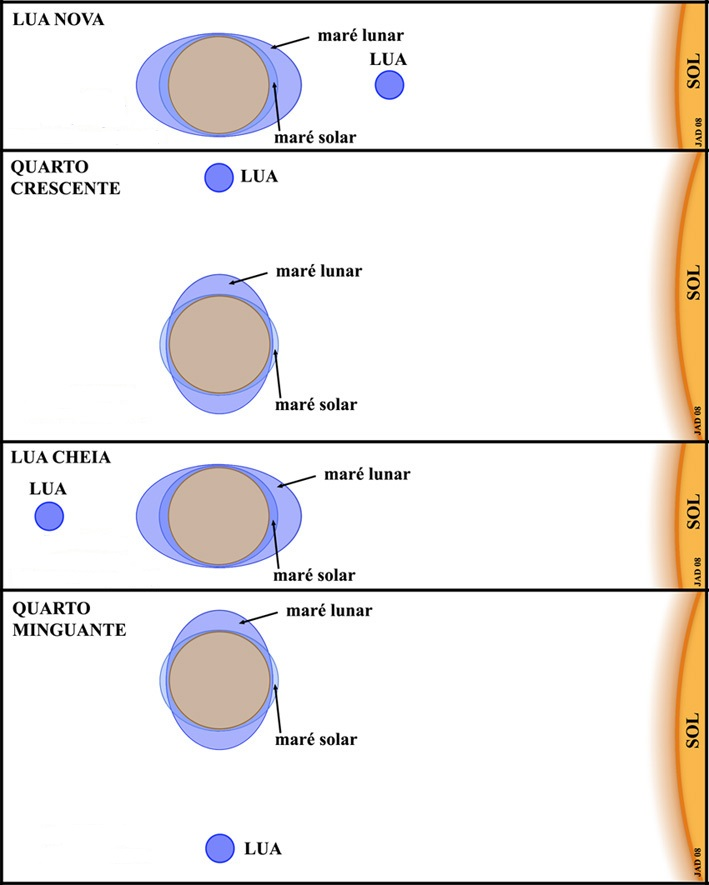 LUA NOVA
maré lunar
LUA
maré solar
SOL
JAD 08
QUARTO
CRESCENTE
LUA
maré lunar
maré solar
SOL
JAD 08
LUA CHEIA
LUA
maré lunar
maré solar
SOL
JAD 08
QUARTO
MINGUANTE
maré lunar
maré solar
LUA
SOL
JAD 08